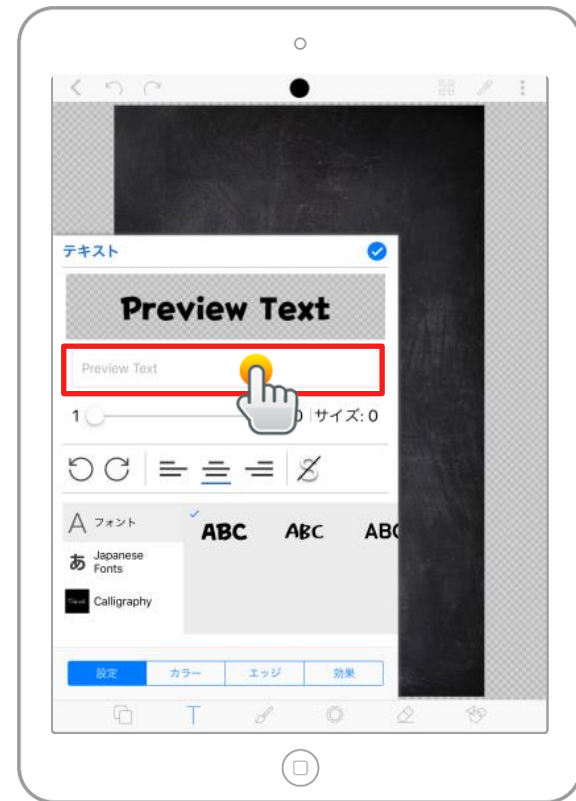 テキスト
Preview Text
Preview Text
1
0 サイズ: 0
A フォント
ABC ABC ABC
あ Japanese
Fonts
Calligraphy
設定 カラー エッジ 効果
T